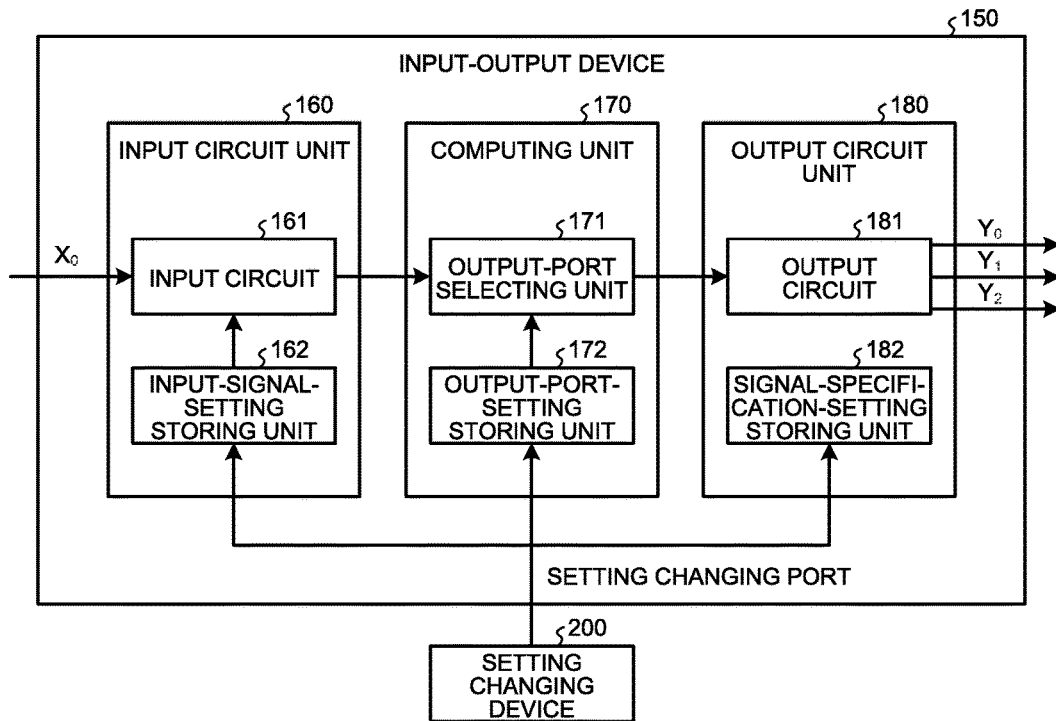 150
INPUT-OUTPUT DEVICE
160
170
180
INPUT CIRCUIT UNIT
COMPUTING UNIT
OUTPUT CIRCUIT
UNIT
161
171
181
X₀
INPUT CIRCUIT
OUTPUT-PORT
SELECTING UNIT
OUTPUT
CIRCUIT
Y₀
Y₁
Y₂
162
172
182
INPUT-SIGNAL-
SETTING
STORING UNIT
OUTPUT-PORT-
SETTING
STORING UNIT
SIGNAL-SPECIFI-
CATION-SETTING
STORING UNIT
SETTING CHANGING PORT
200
SETTING
CHANGING
DEVICE